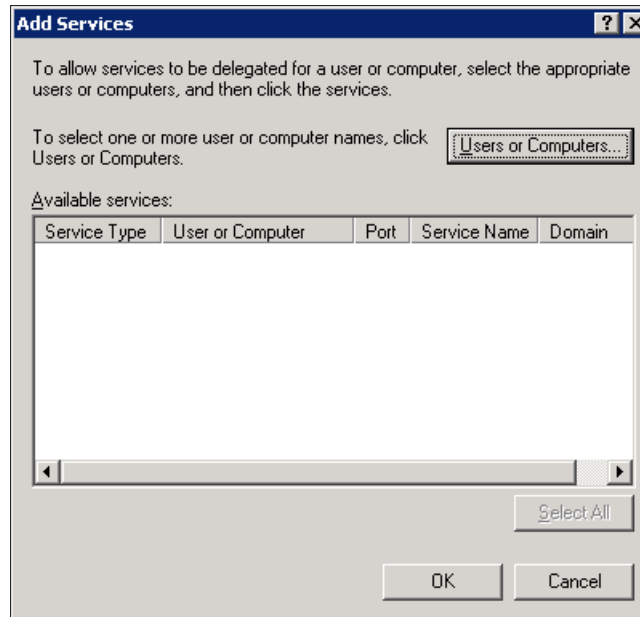 Add Services
To allow services to be delegated for a user or computer, select the appropriate
users or computers, and then click the services.
To select one or more user or computer names, click
Users or Computers.
Users or Computers...
Available services:
Service Type User or Computer Port Service Name Domain
Select All
OK Cancel